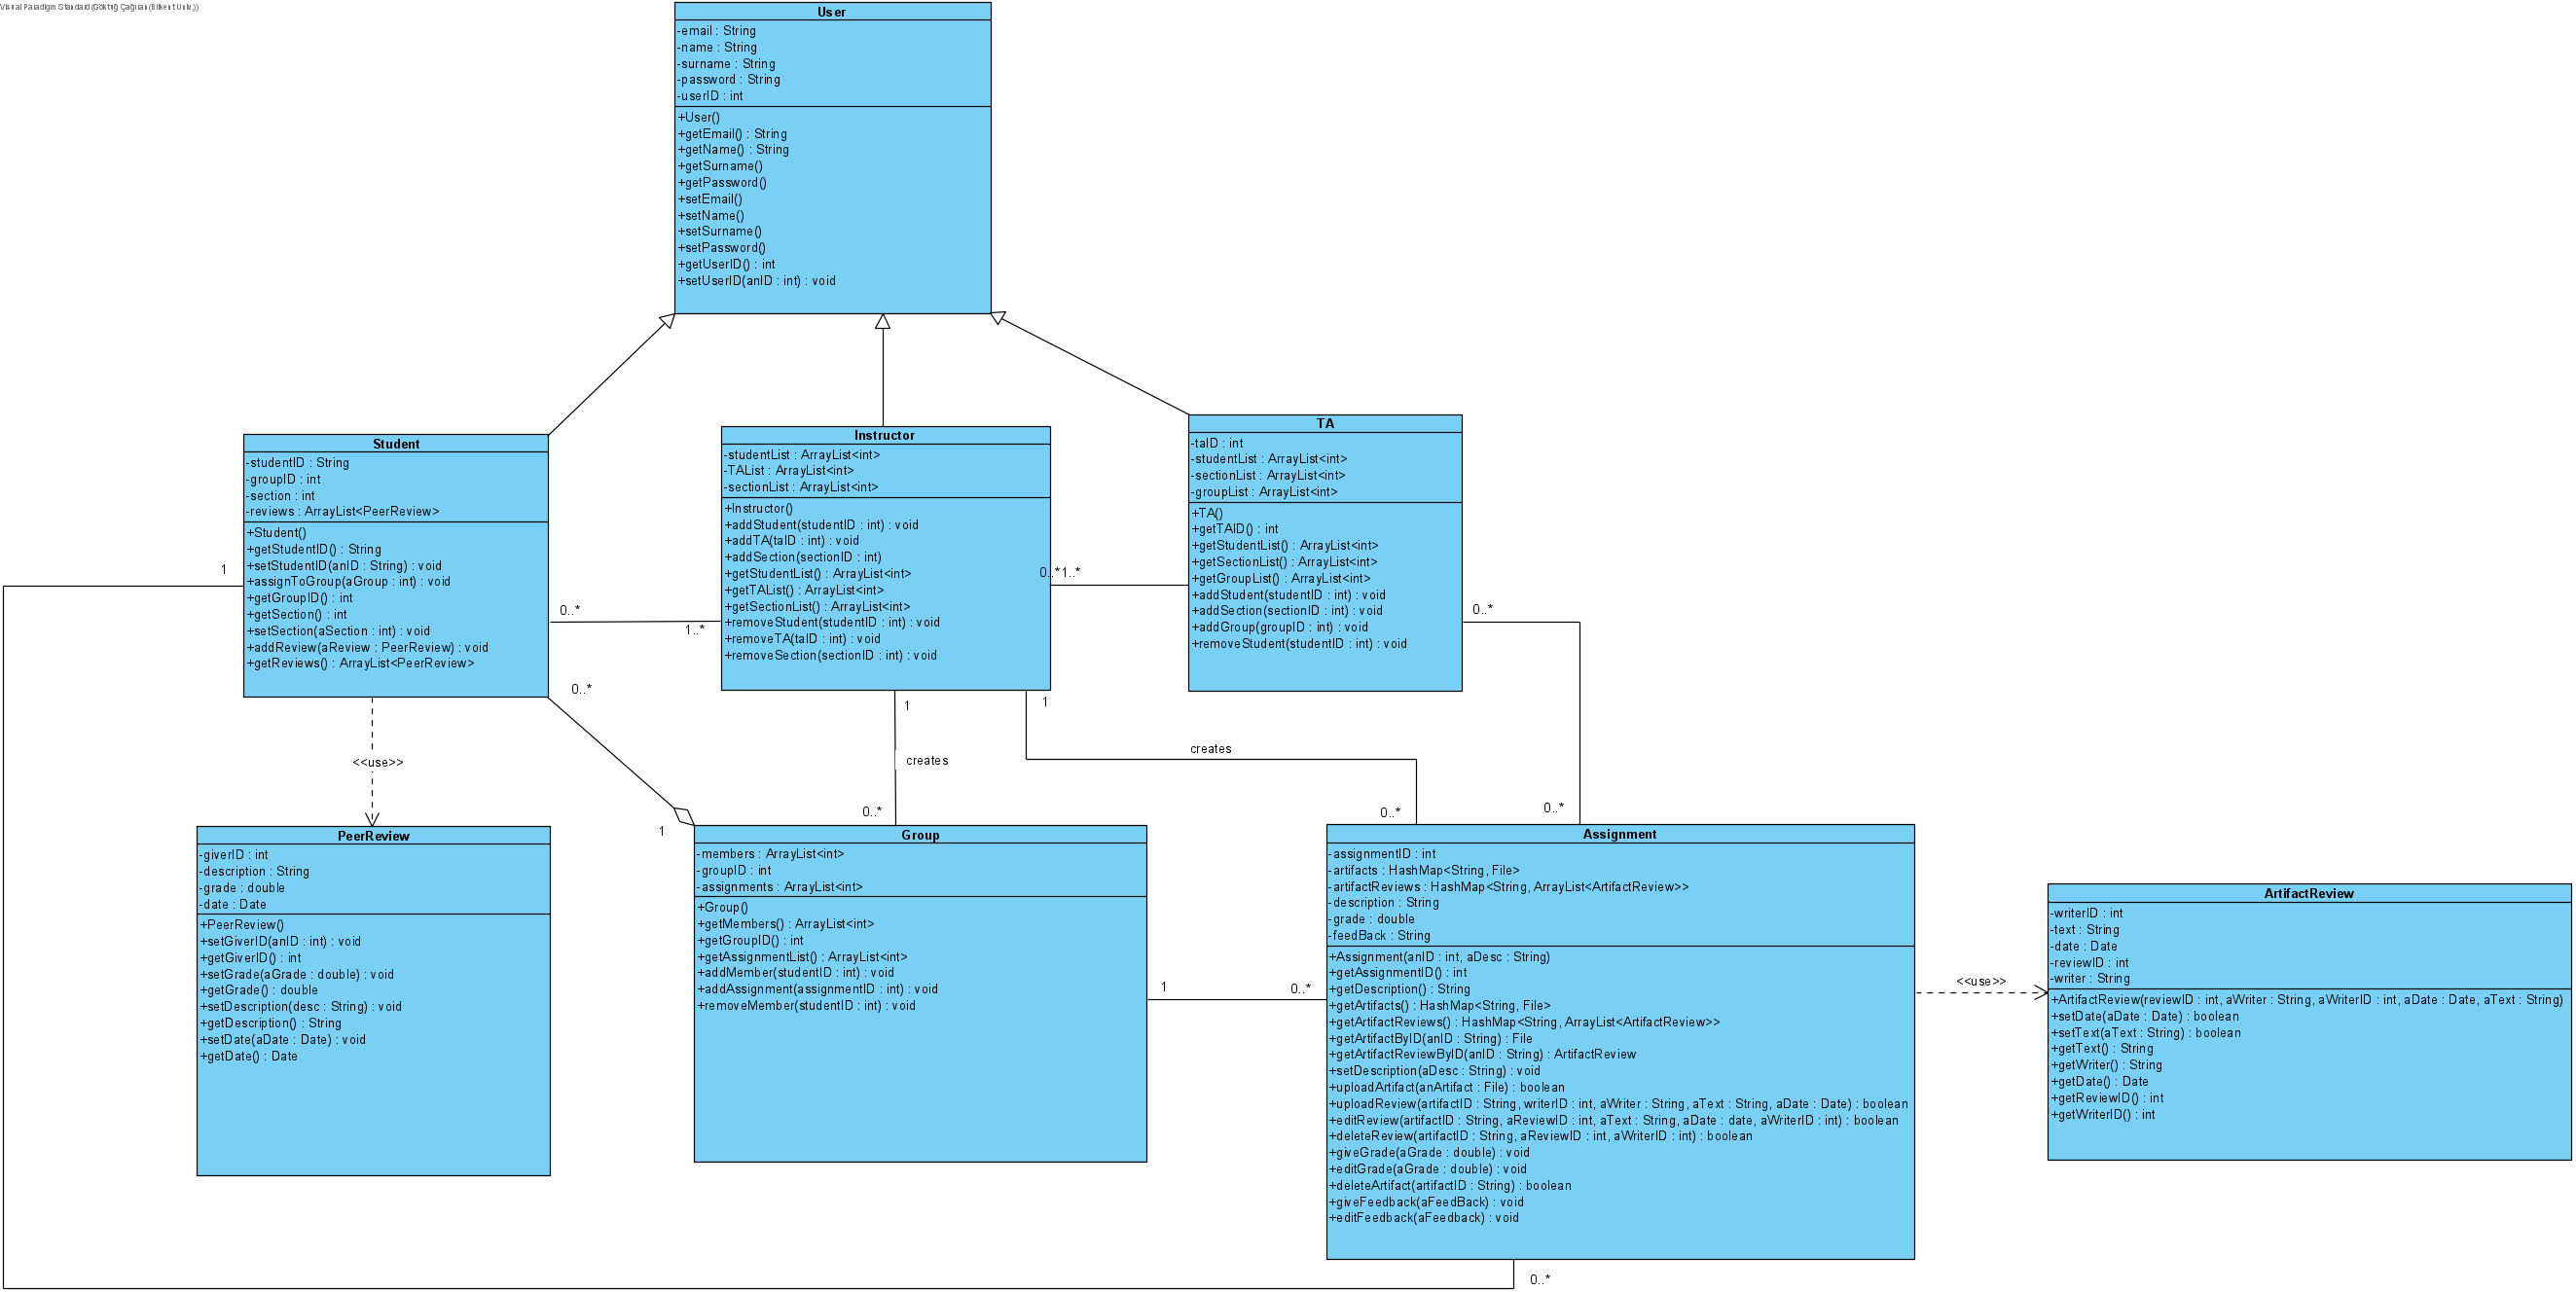 Visual Paradigm Standard(Göktuğ Çağıran(Bilkent Univ.))
User
-email : String
-name : String
-surname : String
-password : String
-userID : int
+User()
+getEmail() : String
+getName() : String
+getSurname()
+getPassword()
+setEmail()
+setName()
+setSurname()
+setPassword()
+getUserID() : int
+setUserID(anID : int) : void
Student
-studentID : String
-groupID : int
-section : int
-reviews : ArrayList<PeerReview>
+Student()
+getStudentID() : String
+setStudentID(anID : String) : void
+assignToGroup(aGroup : int) : void
+getGroupID() : int
+getSection() : int
+setSection(aSection : int) : void
+addReview(aReview : PeerReview) : void
+getReviews() : ArrayList<PeerReview>
Instructor
-studentList : ArrayList<int>
-TAList : ArrayList<int>
-sectionList : ArrayList<int>
+Instructor()
+addStudent(studentID : int) : void
+addTA(taID : int) : void
+addSection(sectionID : int)
+getStudentList() : ArrayList<int>
+getTAList() : ArrayList<int>
+getSectionList() : ArrayList<int>
+removeStudent(studentID : int) : void
+removeTA(taID : int) : void
+removeSection(sectionID : int) : void
TA
-taID : int
-studentList : ArrayList<int>
-sectionList : ArrayList<int>
-groupList : ArrayList<int>
+TA()
+getTAID() : int
+getStudentList() : ArrayList<int>
+getSectionList() : ArrayList<int>
+getGroupList() : ArrayList<int>
+addStudent(studentID : int) : void
+addSection(sectionID : int) : void
+addGroup(groupID : int) : void
+removeStudent(studentID : int) : void
1
0..*
1..*
0..*
1..*
0..*
0..*
1
1
<<use>>
creates
creates
1
0..*
0..*
0..*
PeerReview
-giverID : int
-description : String
-grade : double
-date : Date
+PeerReview()
+setGiverID(anID : int) : void
+getGiverID() : int
+setGrade(aGrade : double) : void
+getGrade() : double
+setDescription(desc : String) : void
+getDescription() : String
+setDate(aDate : Date) : void
+getDate() : Date
Group
-members : ArrayList<int>
-groupID : int
-assignments : ArrayList<int>
+Group()
+getMembers() : ArrayList<int>
+getGroupID() : int
+getAssignmentList() : ArrayList<int>
+addMember(studentID : int) : void
+addAssignment(assignmentID : int) : void
+removeMember(studentID : int) : void
1
0..*
Assignment
-assignmentID : int
-artifacts : HashMap<String, File>
-artifactReviews : HashMap<String, ArrayList<ArtifactReview>>
-description : String
-grade : double
-feedBack : String
+Assignment(anID : int, aDesc : String)
+getAssignmentID() : int
+getDescription() : String
+getArtifacts() : HashMap<String, File>
+getArtifactReviews() : HashMap<String, ArrayList<ArtifactReview>>
+getArtifactByID(anID : String) : File
+getArtifactReviewByID(anID : String) : ArtifactReview
+setDescription(aDesc : String) : void
+uploadArtifact(anArtifact : File) : boolean
+uploadReview(artifactID : String, writerID : int, aWriter : String, aText : String, aDate : Date) : boolean
+editReview(artifactID : String, aReviewID : int, aText : String, aDate : date, aWriterID : int) : boolean
+deleteReview(artifactID : String, aReviewID : int, aWriterID : int) : boolean
+giveGrade(aGrade : double) : void
+editGrade(aGrade : double) : void
+deleteArtifact(artifactID : String) : boolean
+giveFeedback(aFeedBack) : void
+editFeedback(aFeedback) : void
0..*
<<use>>
ArtifactReview
-writerID : int
-text : String
-date : Date
-reviewID : int
-writer : String
+ArtifactReview(reviewID : int, aWriter : String, aWriterID : int, aDate : Date, aText : String)
+setDate(aDate : Date) : boolean
+setText(aText : String) : boolean
+getText() : String
+getWriter() : String
+getDate() : Date
+getReviewID() : int
+getWriterID() : int